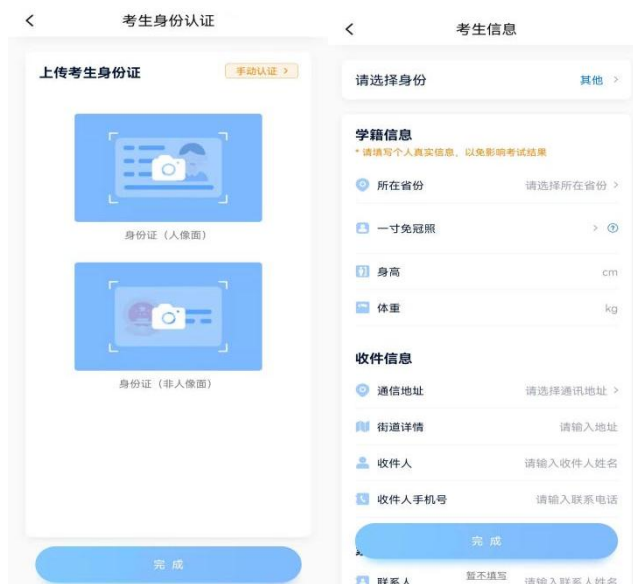 考生身份认证
上传考生身份证
手动认证 >
身份证（人像面）
身份证（非人像面）
完成
考生信息
请选择身份 其他 >
学籍信息
* 请填写个人真实信息，以免影响考试结果
所在省份 请选择所在省份 >
一寸免冠照 >
身高 cm
体重 kg
收件信息
通信地址 请选择通讯地址 >
街道详情 请输入地址
收件人 请输入收件人姓名
收件人手机号 请输入联系电话
完成
暂不填写
联系人 请输入联系人姓名